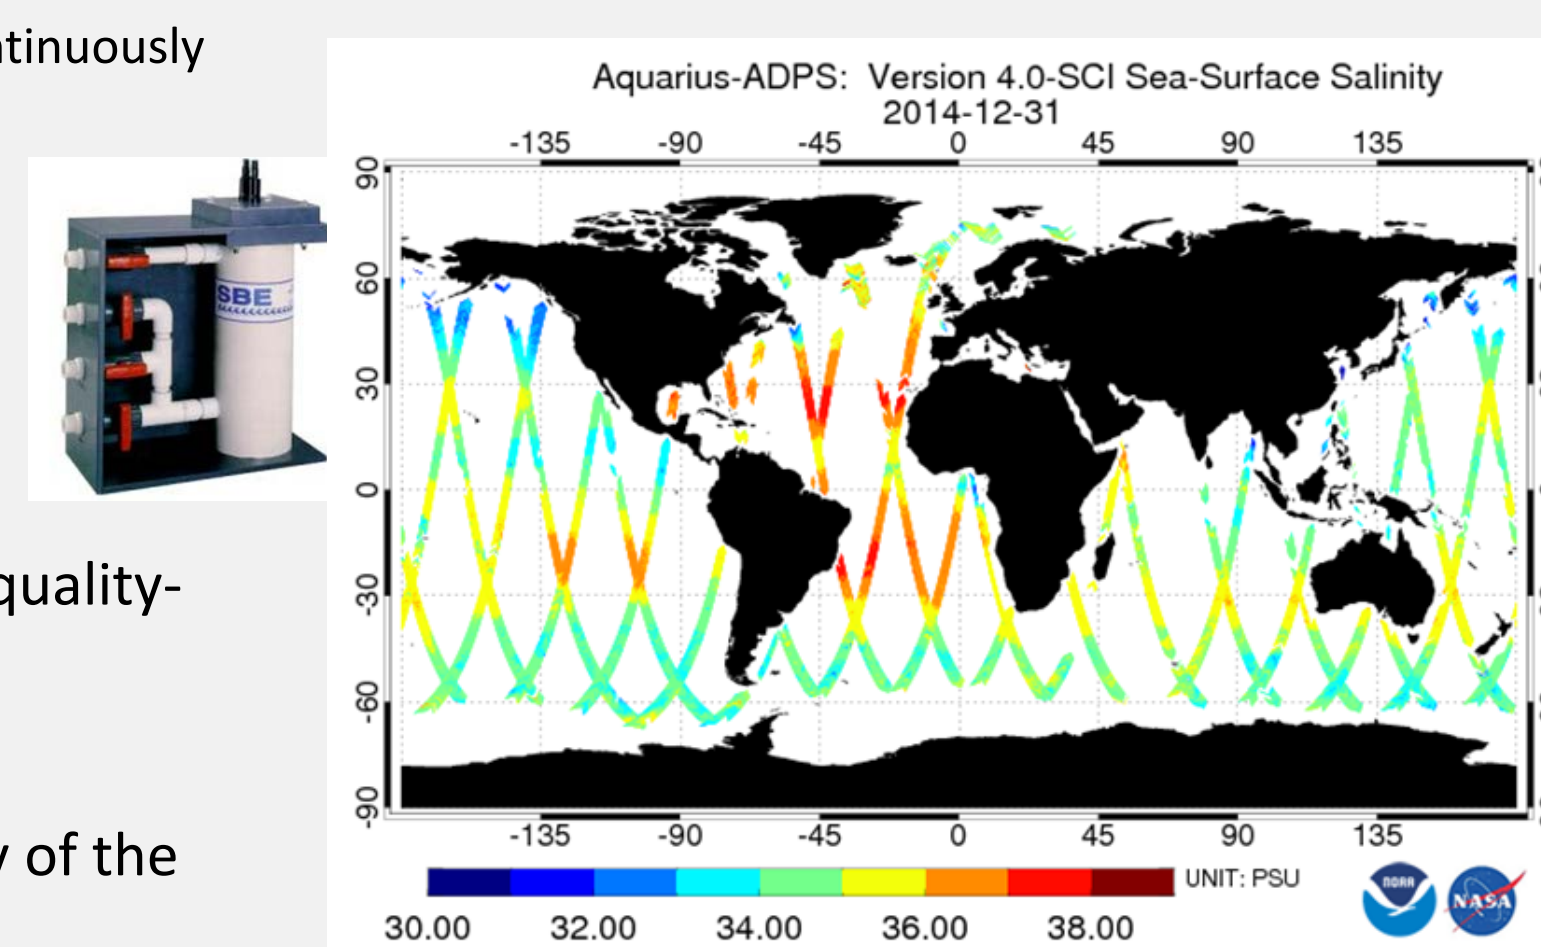 ntinuously
Aquarius-ADPS: Version 4.0-SCI Sea-Surface Salinity
2014-12-31
-135 -90 -45 0 45 90 135
90
60
30
0
-30
-60
-90
-135 -90 -45 0 45 90 135
SBE
quality-
of the
UNIT: PSU
30.00 32.00 34.00 36.00 38.00
NOAA
NASA